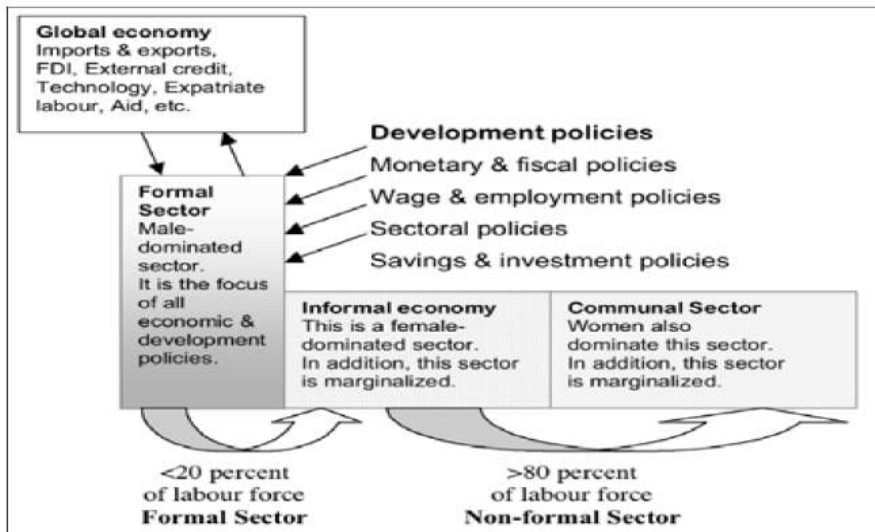 Global economy
Imports & exports,
FDI, External credit,
Technology, Expatriate
labour, Aid, etc.
Development policies
Monetary & fiscal policies
Wage & employment policies
Sectoral policies
Savings & investment policies
Formal
Sector
Male-
dominated
sector.
It is the focus
of all
economic &
development
policies.
Informal economy
This is a female-
dominated sector.
In addition, this sector
is marginalized.
Communal Sector
Women also
dominate this sector.
In addition, this sector
is marginalized.
<20 percent
of labour force
Formal Sector
>80 percent
of labour force
Non-formal Sector